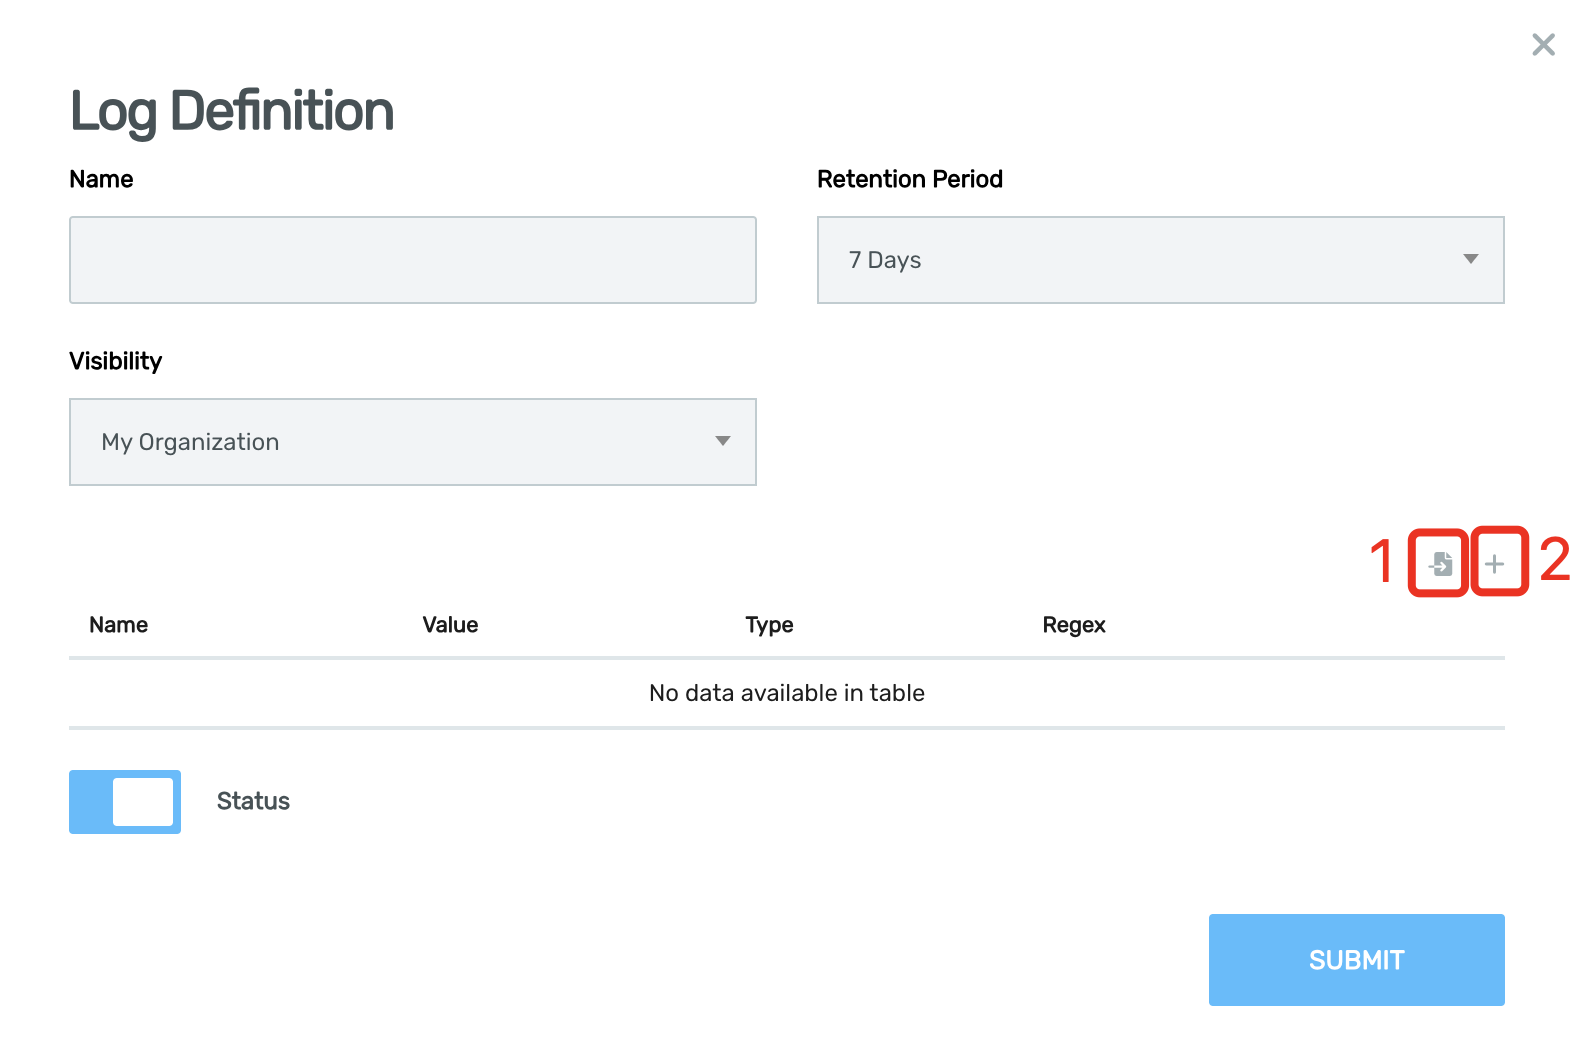 Log Definition
Name
Retention Period
7 Days
Visibility
My Organization
1 2
Name Value Type Regex
No data available in table
Status
SUBMIT